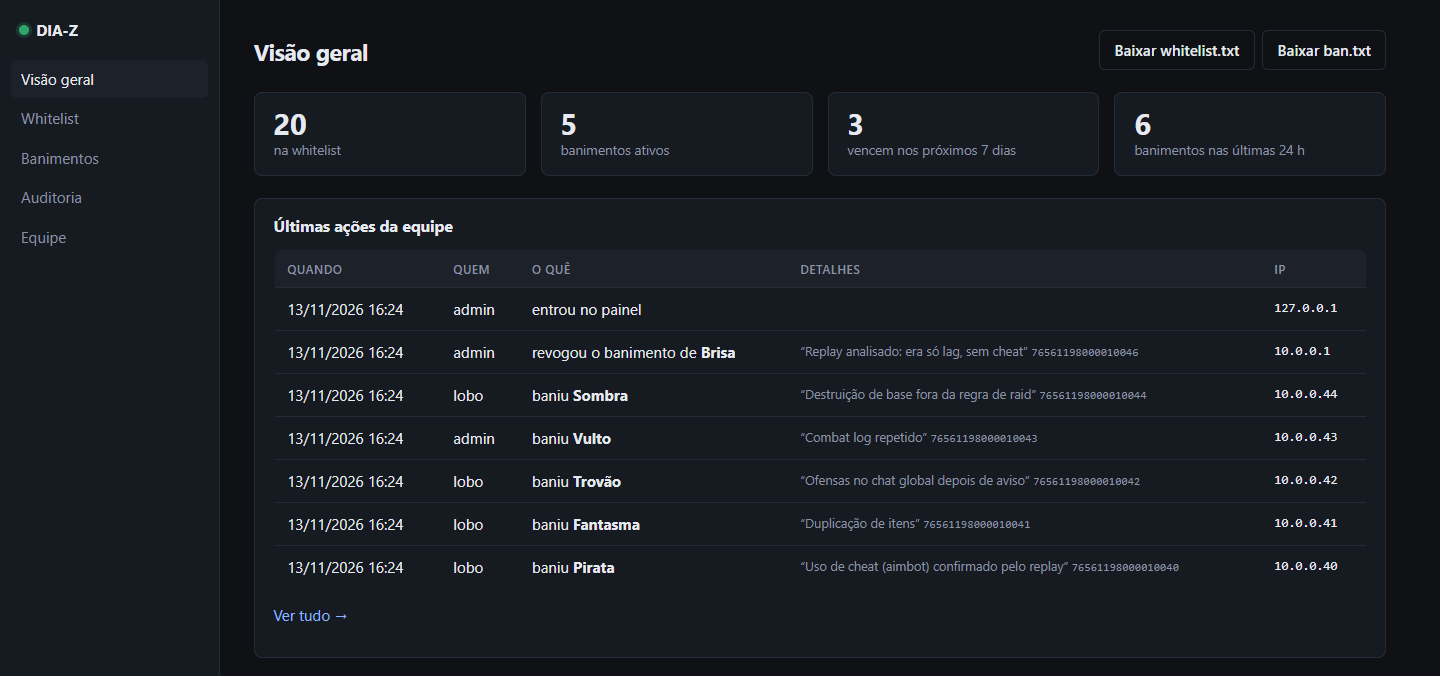 DIA-Z
Visão geral
Whitelist
Banimentos
Auditoria
Equipe
Visão geral
Baixar whitelist.txt
Baixar ban.txt
20
na whitelist
5
banimentos ativos
3
vencem nos próximos 7 dias
6
banimentos nas últimas 24 h
Últimas ações da equipe
QUANDO QUEM O QUÊ DETALHES IP
13/11/2026 16:24 admin entrou no painel 127.0.0.1
13/11/2026 16:24 admin revogou o banimento de Brisa “Replay analisado: era só lag, sem cheat” 76561198000010046 10.0.0.1
13/11/2026 16:24 lobo baniu Sombra “Destruição de base fora da regra de raid” 76561198000010044 10.0.0.44
13/11/2026 16:24 admin baniu Vulto “Combat log repetido” 76561198000010043 10.0.0.43
13/11/2026 16:24 lobo baniu Trovão “Ofensas no chat global depois de aviso” 76561198000010042 10.0.0.42
13/11/2026 16:24 lobo baniu Fantasma “Duplicação de itens” 76561198000010041 10.0.0.41
13/11/2026 16:24 lobo baniu Pirata “Uso de cheat (aimbot) confirmado pelo replay” 76561198000010040 10.0.0.40
Ver tudo →